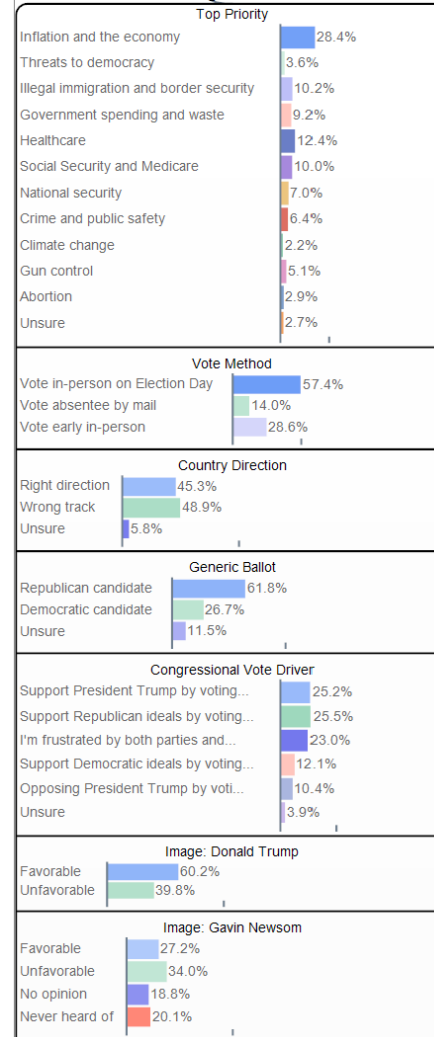 Top Priority
Inflation and the economy 28.4%
Threats to democracy 3.6%
Illegal immigration and border security 10.2%
Government spending and waste 9.2%
Healthcare 12.4%
Social Security and Medicare 10.0%
National security 7.0%
Crime and public safety 6.4%
Climate change 2.2%
Gun control 5.1%
Abortion 2.9%
Unsure 2.7%
Vote Method
Vote in-person on Election Day 57.4%
Vote absentee by mail 14.0%
Vote early in-person 28.6%
Country Direction
Right direction 45.3%
Wrong track 48.9%
Unsure 5.8%
Generic Ballot
Republican candidate 61.8%
Democratic candidate 26.7%
Unsure 11.5%
Congressional Vote Driver
Support President Trump by voting... 25.2%
Support Republican ideals by voting... 25.5%
I'm frustrated by both parties and... 23.0%
Support Democratic ideals by voting... 12.1%
Opposing President Trump by voti... 10.4%
Unsure 3.9%
Image: Donald Trump
Favorable 60.2%
Unfavorable 39.8%
Image: Gavin Newsom
Favorable 27.2%
Unfavorable 34.0%
No opinion 18.8%
Never heard of 20.1%